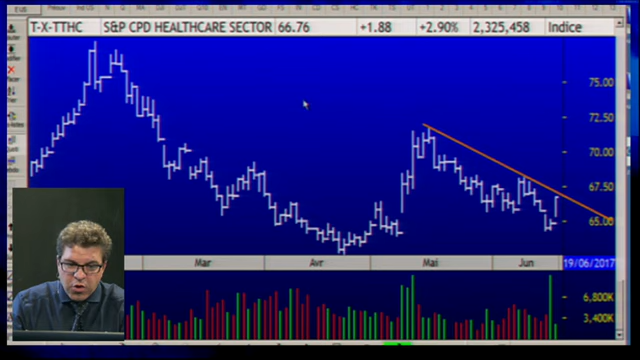 T-X-TTHC S&P CPD HEALTHCARE SECTOR 66.76 +1.88 +2.90% 2,325,458 Indice
75.00
72.50
70.00
67.50
65.00
Mar Avr Mai Jun 19/06/2017
6,800K
3,400K